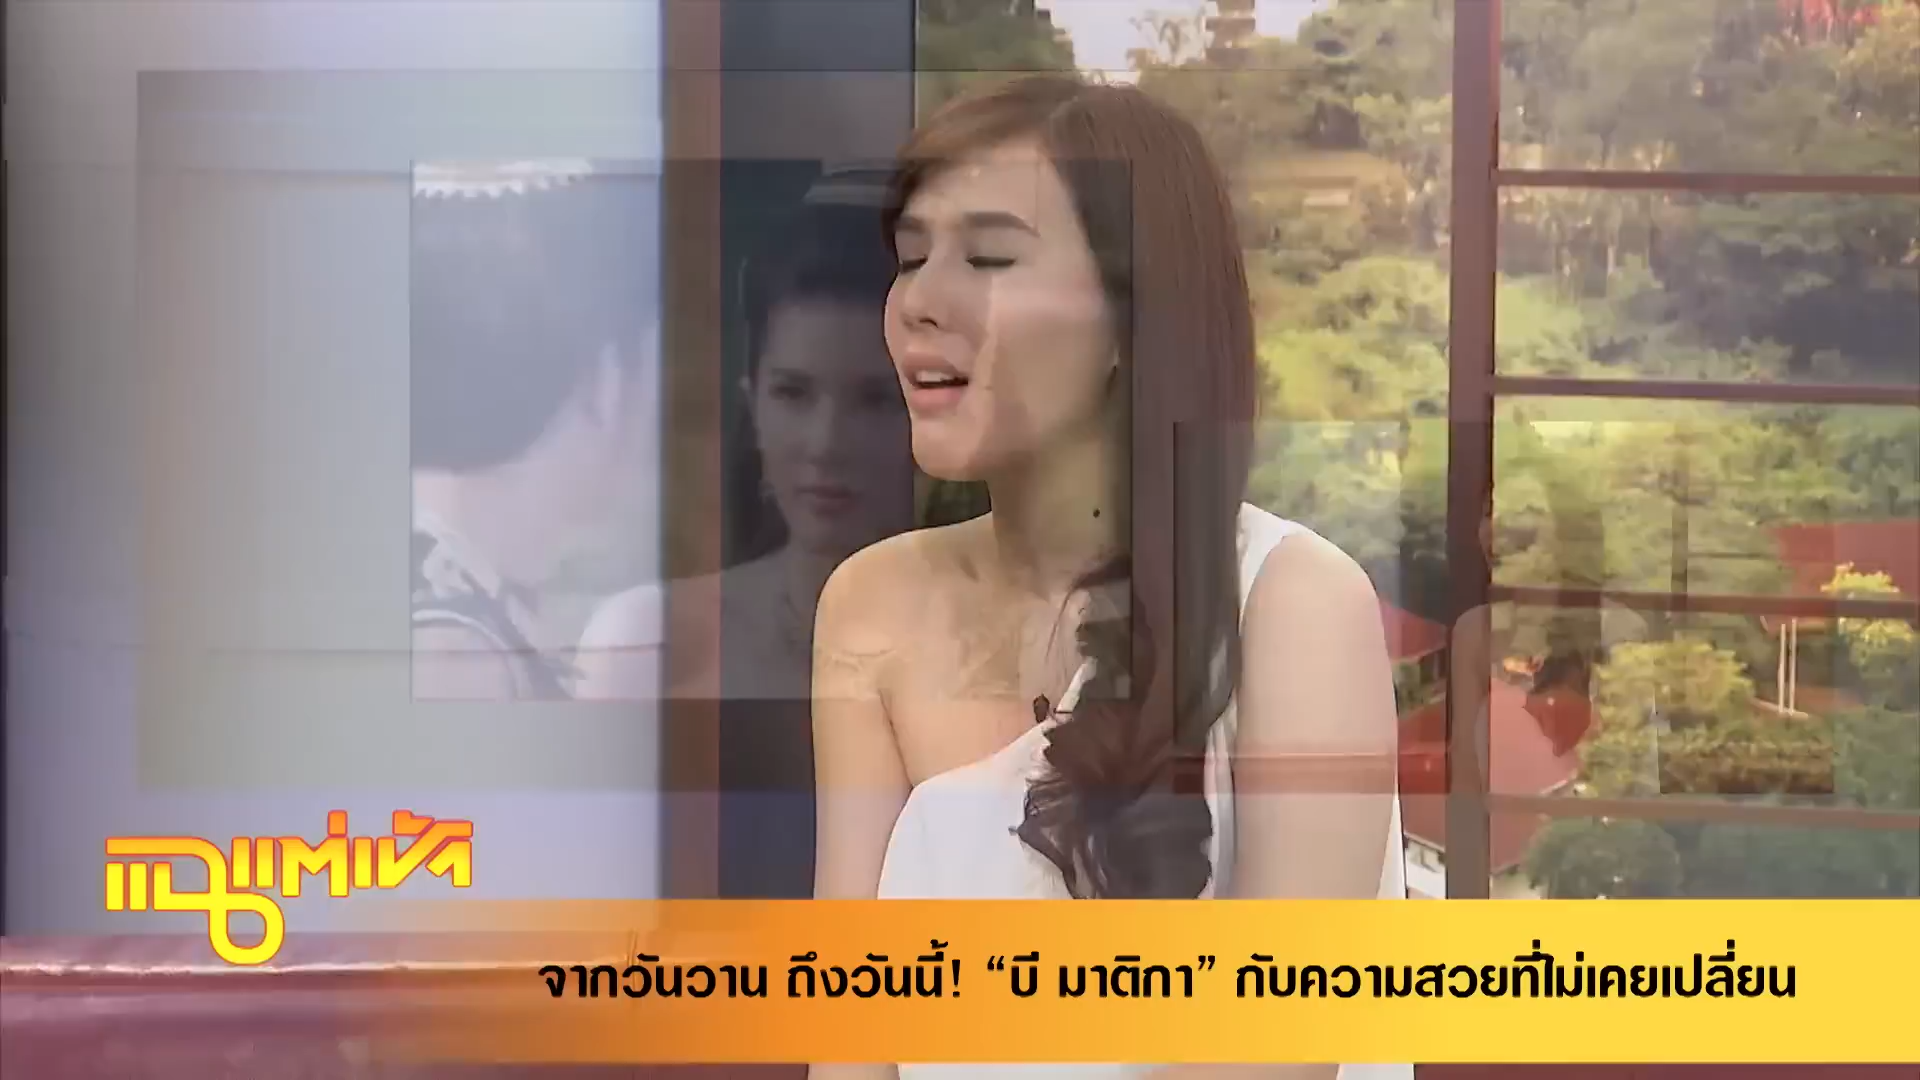 แฉแต่เช้า
จากวันวาน ถึงวันนี้! “บี มาติกา” กับความสวยที่ไม่เคยเปลี่ยน